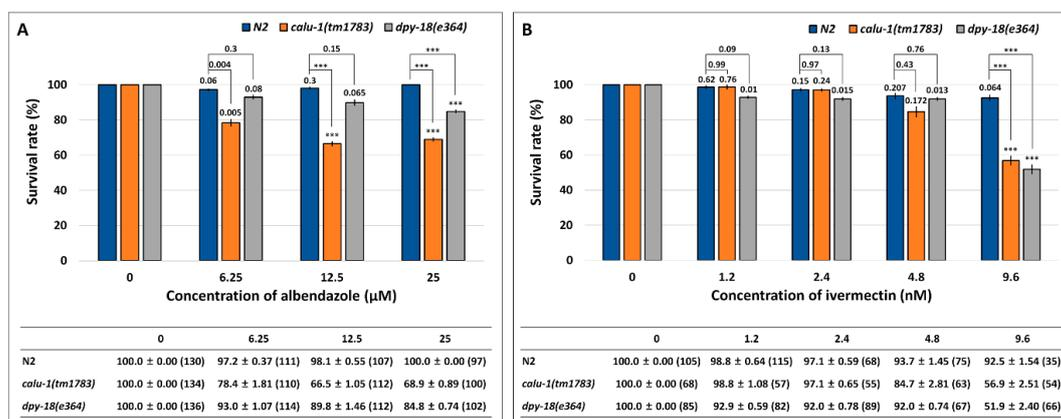 A
N2 calu-1(tm1783) dpy-18(e364)
0.3
0.004
0.06
0.005
0.08
0.15
***
0.3
***
0.065
***
***
***
***
Survival rate (%)
100
80
60
40
20
0
0 6.25 12.5 25
Concentration of albendazole (μM)
0 6.25 12.5 25
N2 100.0 ± 0.00 (130) 97.2 ± 0.37 (111) 98.1 ± 0.55 (107) 100.0 ± 0.00 (97)
calu-1(tm1783) 100.0 ± 0.00 (134) 78.4 ± 1.81 (110) 66.5 ± 1.05 (112) 68.9 ± 0.89 (100)
dpy-18(e364) 100.0 ± 0.00 (136) 93.0 ± 1.07 (114) 89.8 ± 1.46 (112) 84.8 ± 0.74 (102)
B
N2 calu-1(tm1783) dpy-18(e364)
0.09
0.99
0.62 0.76
0.01
0.13
0.97
0.15 0.24
0.015
0.76
0.43
0.207
0.172
0.013
***
***
0.064
***
***
Survival rate (%)
100
80
60
40
20
0
0 1.2 2.4 4.8 9.6
Concentration of ivermectin (nM)
0 1.2 2.4 4.8 9.6
N2 100.0 ± 0.00 (105) 98.8 ± 0.64 (115) 97.1 ± 0.59 (68) 93.7 ± 1.45 (75) 92.5 ± 1.54 (35)
calu-1(tm1783) 100.0 ± 0.00 (68) 98.8 ± 1.08 (57) 97.1 ± 0.65 (55) 84.7 ± 2.81 (63) 56.9 ± 2.51 (54)
dpy-18(e364) 100.0 ± 0.00 (85) 92.9 ± 0.59 (82) 92.0 ± 0.78 (89) 92.0 ± 0.74 (67) 51.9 ± 2.40 (66)